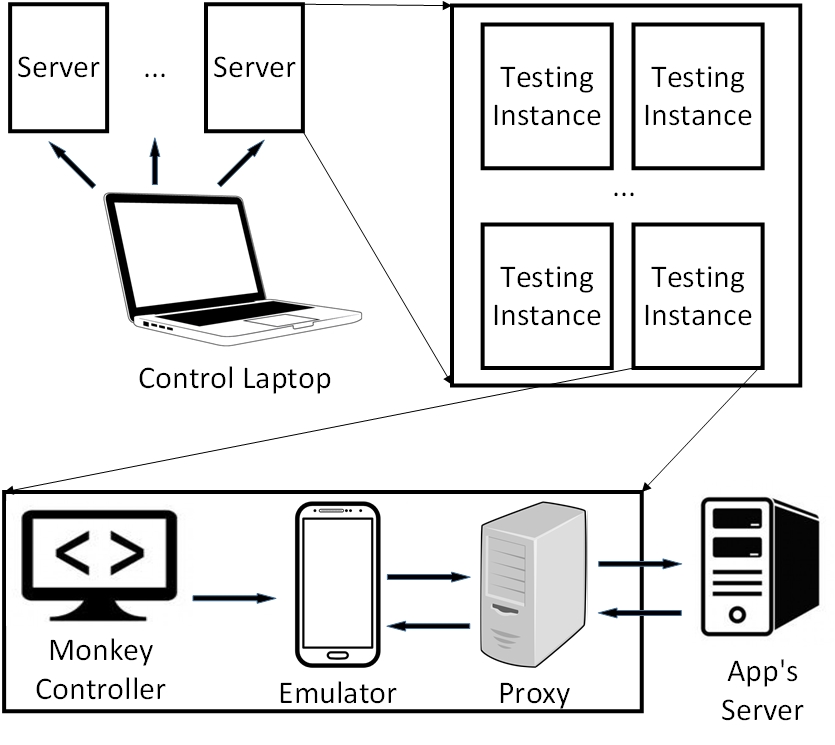 Server
...
Server
Testing
Instance
Testing
Instance
...
Testing
Instance
Testing
Instance
Control Laptop
< >
Monkey
Controller
Emulator
Proxy
App's
Server